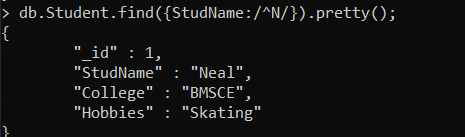 > db.Student.find({StudName:/^N/}).pretty();
{
        "_id" : 1,
        "StudName" : "Neal",
        "College" : "BMSCE",
        "Hobbies" : "Skating"
}